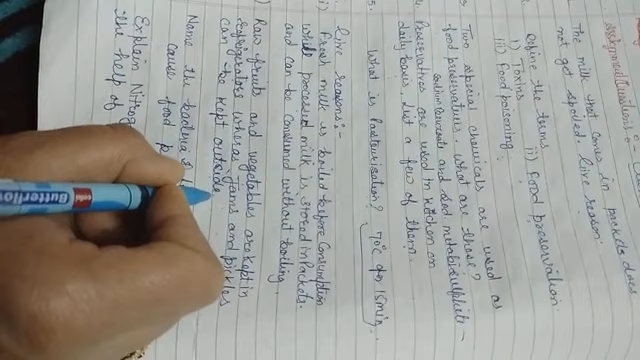 Assignment Questions
The milk that comes in packets does
not get spoiled. Give reason.
Define the terms
i) Toxins ii) Food preservation.
iii) Food poisoning.
Two special chemicals are used as
food preservatives. What are these?
Sodium Benzoate and Sod metabisulphite-
Preservatives are used in kitchen on
daily basis. List a few of them.
What is Pasteurisation? 70°C for 15min.
Give reasons:-
Fresh milk is boiled before Consumption
while processed milk is stored in Packets.
and can be consumed without boiling.
Raw fruits and vegetables are kept in
refrigerators whereas jams and pickles
can be kept outside
Name the bacteria
cause food
Explain Nitrog
the help of
Butterflow